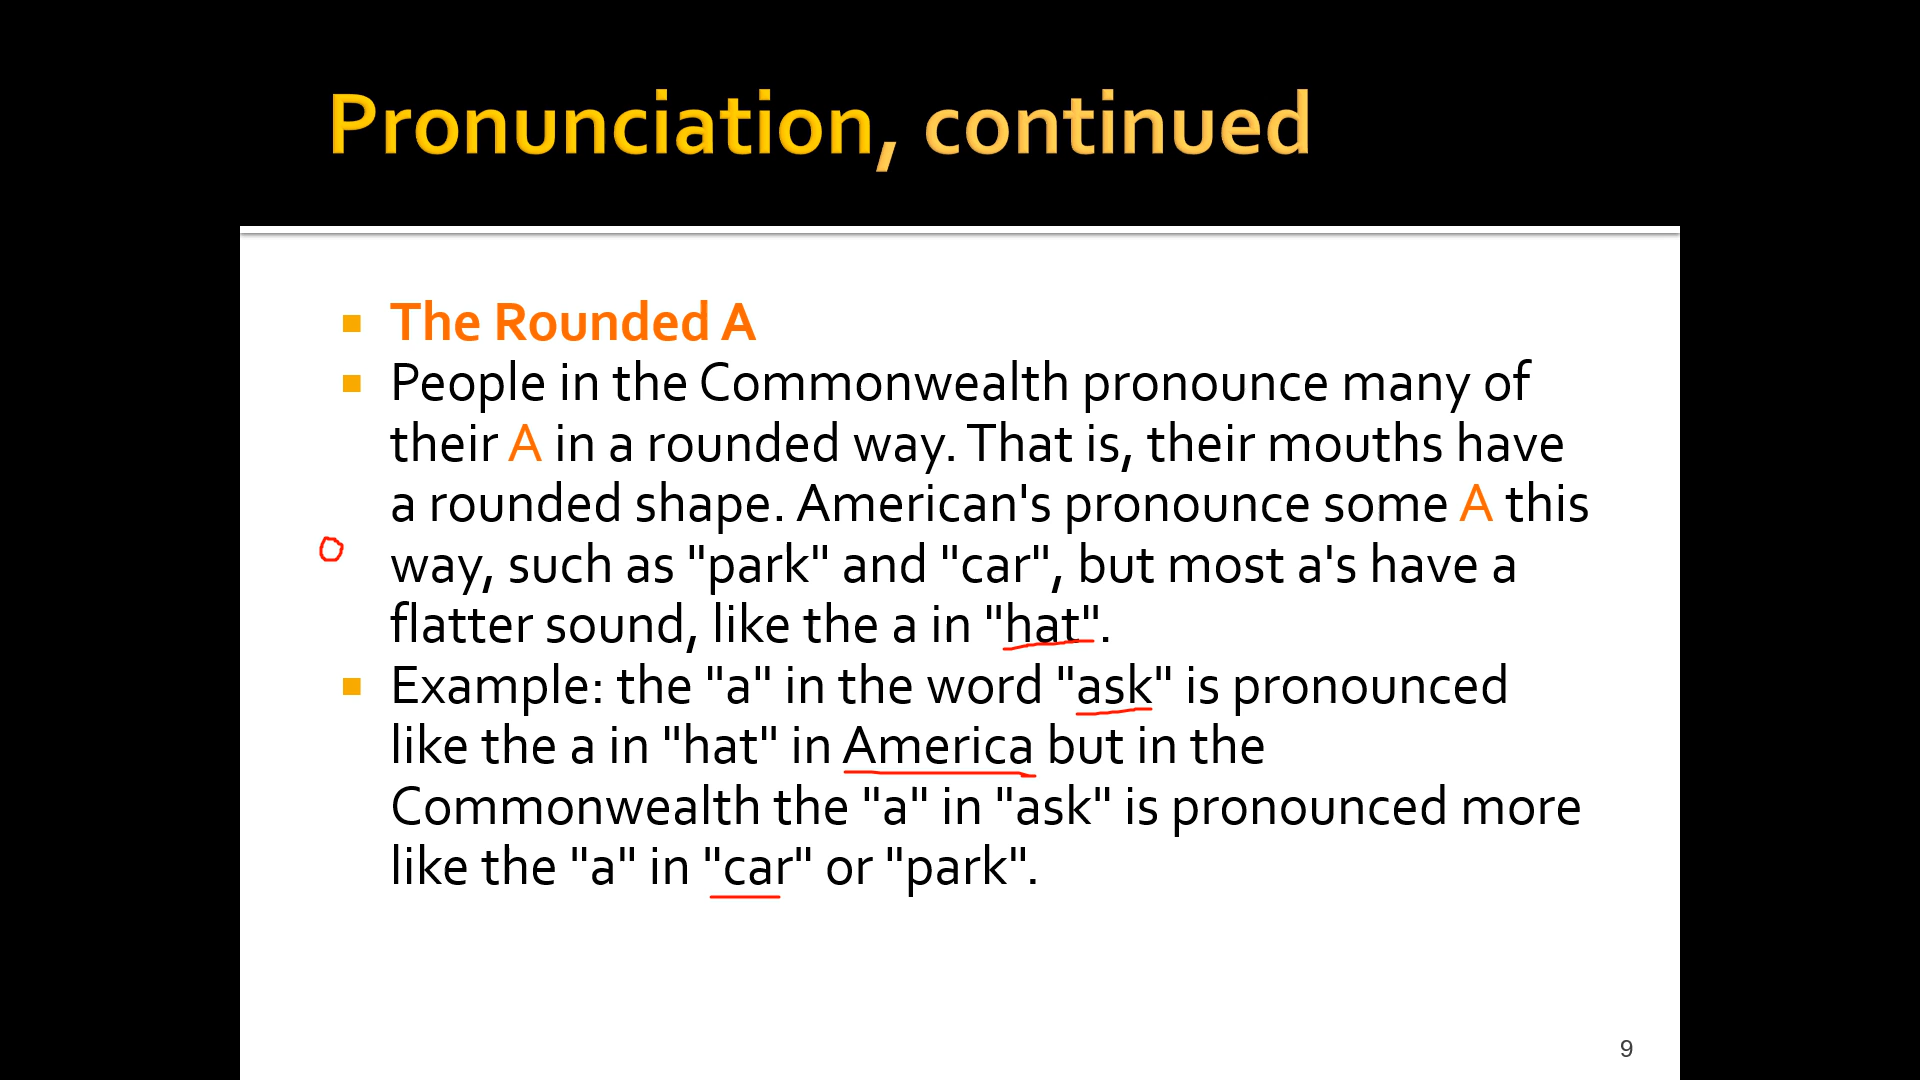 Pronunciation, continued
The Rounded A
People in the Commonwealth pronounce many of
their A in a rounded way. That is, their mouths have
a rounded shape. American's pronounce some A this
way, such as "park" and "car", but most a's have a
flatter sound, like the a in "hat".
Example: the "a" in the word "ask" is pronounced
like the a in "hat" in America but in the
Commonwealth the "a" in "ask" is pronounced more
like the "a" in "car" or "park".
9